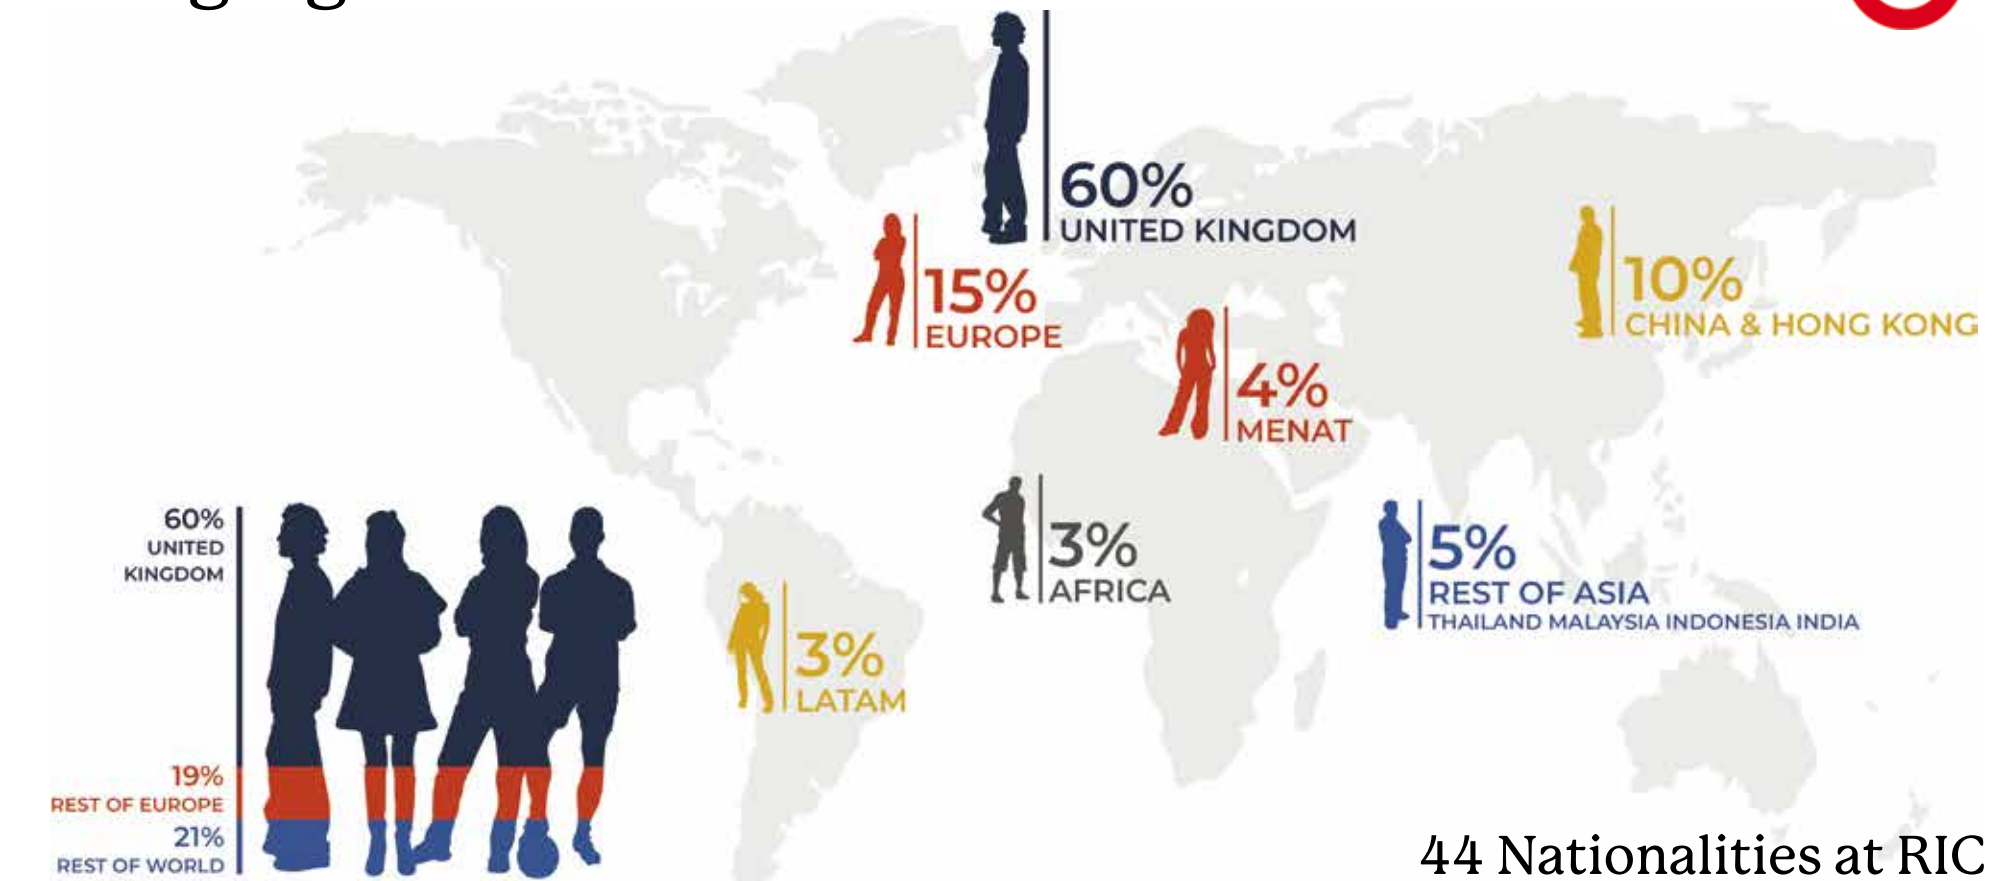 60%
UNITED KINGDOM
15%
EUROPE
10%
CHINA & HONG KONG
4%
MENAT
3%
AFRICA
5%
REST OF ASIA
THAILAND MALAYSIA INDONESIA INDIA
3%
LATAM
60%
UNITED
KINGDOM
19%
REST OF EUROPE
21%
REST OF WORLD
44 Nationalities at RIC